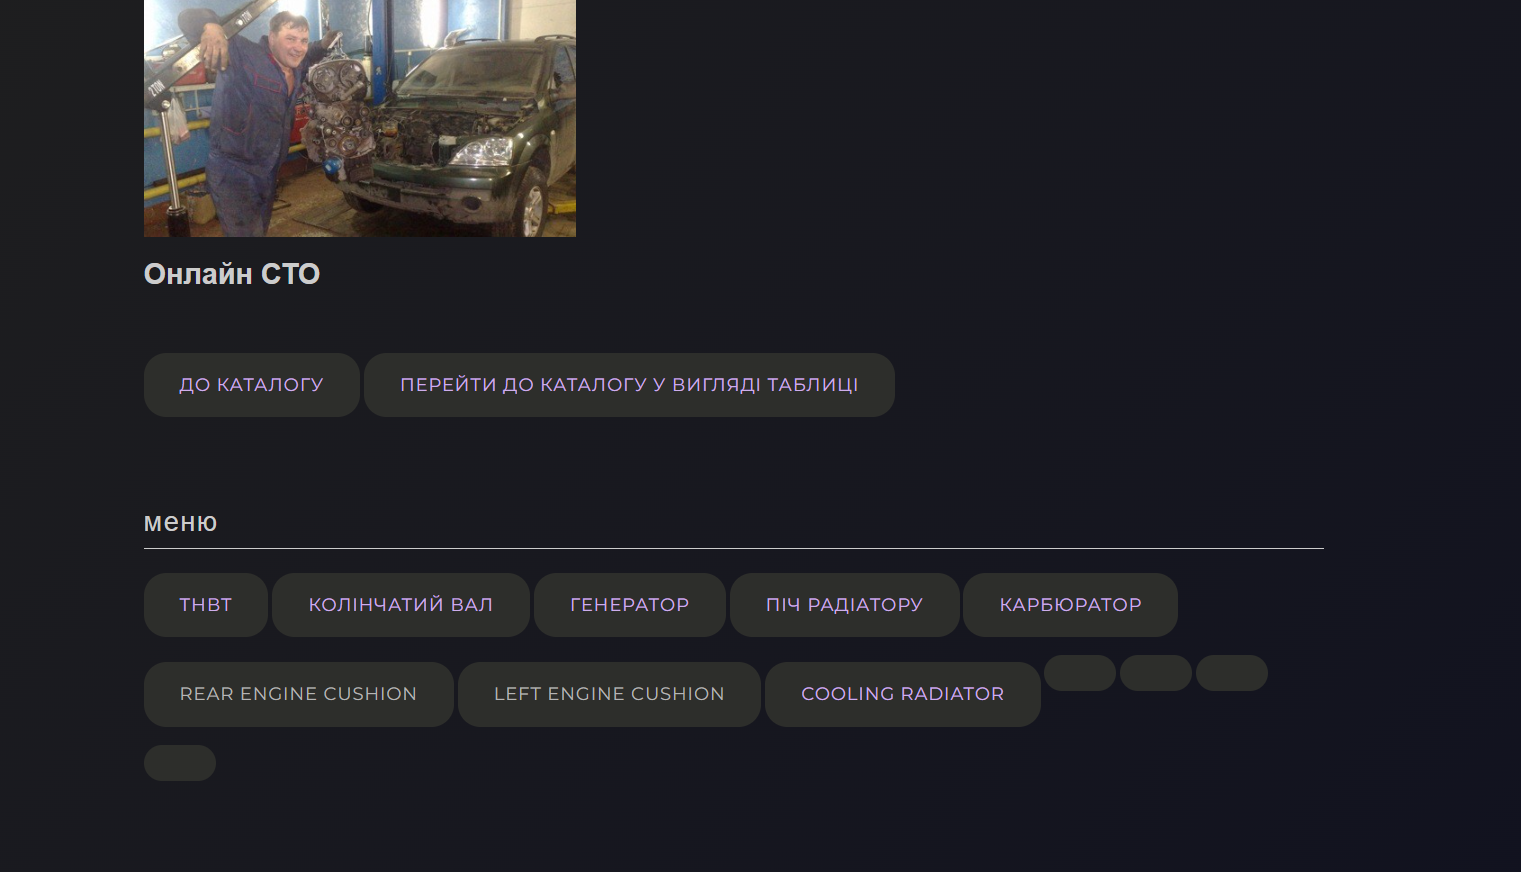 2TON
Онлайн СТО
ДО КАТАЛОГУ ПЕРЕЙТИ ДО КАТАЛОГУ У ВИГЛЯДІ ТАБЛИЦІ
меню
ТНВТ КОЛІНЧАТИЙ ВАЛ ГЕНЕРАТОР ПІЧ РАДІАТОРУ КАРБЮРАТОР
REAR ENGINE CUSHION LEFT ENGINE CUSHION COOLING RADIATOR